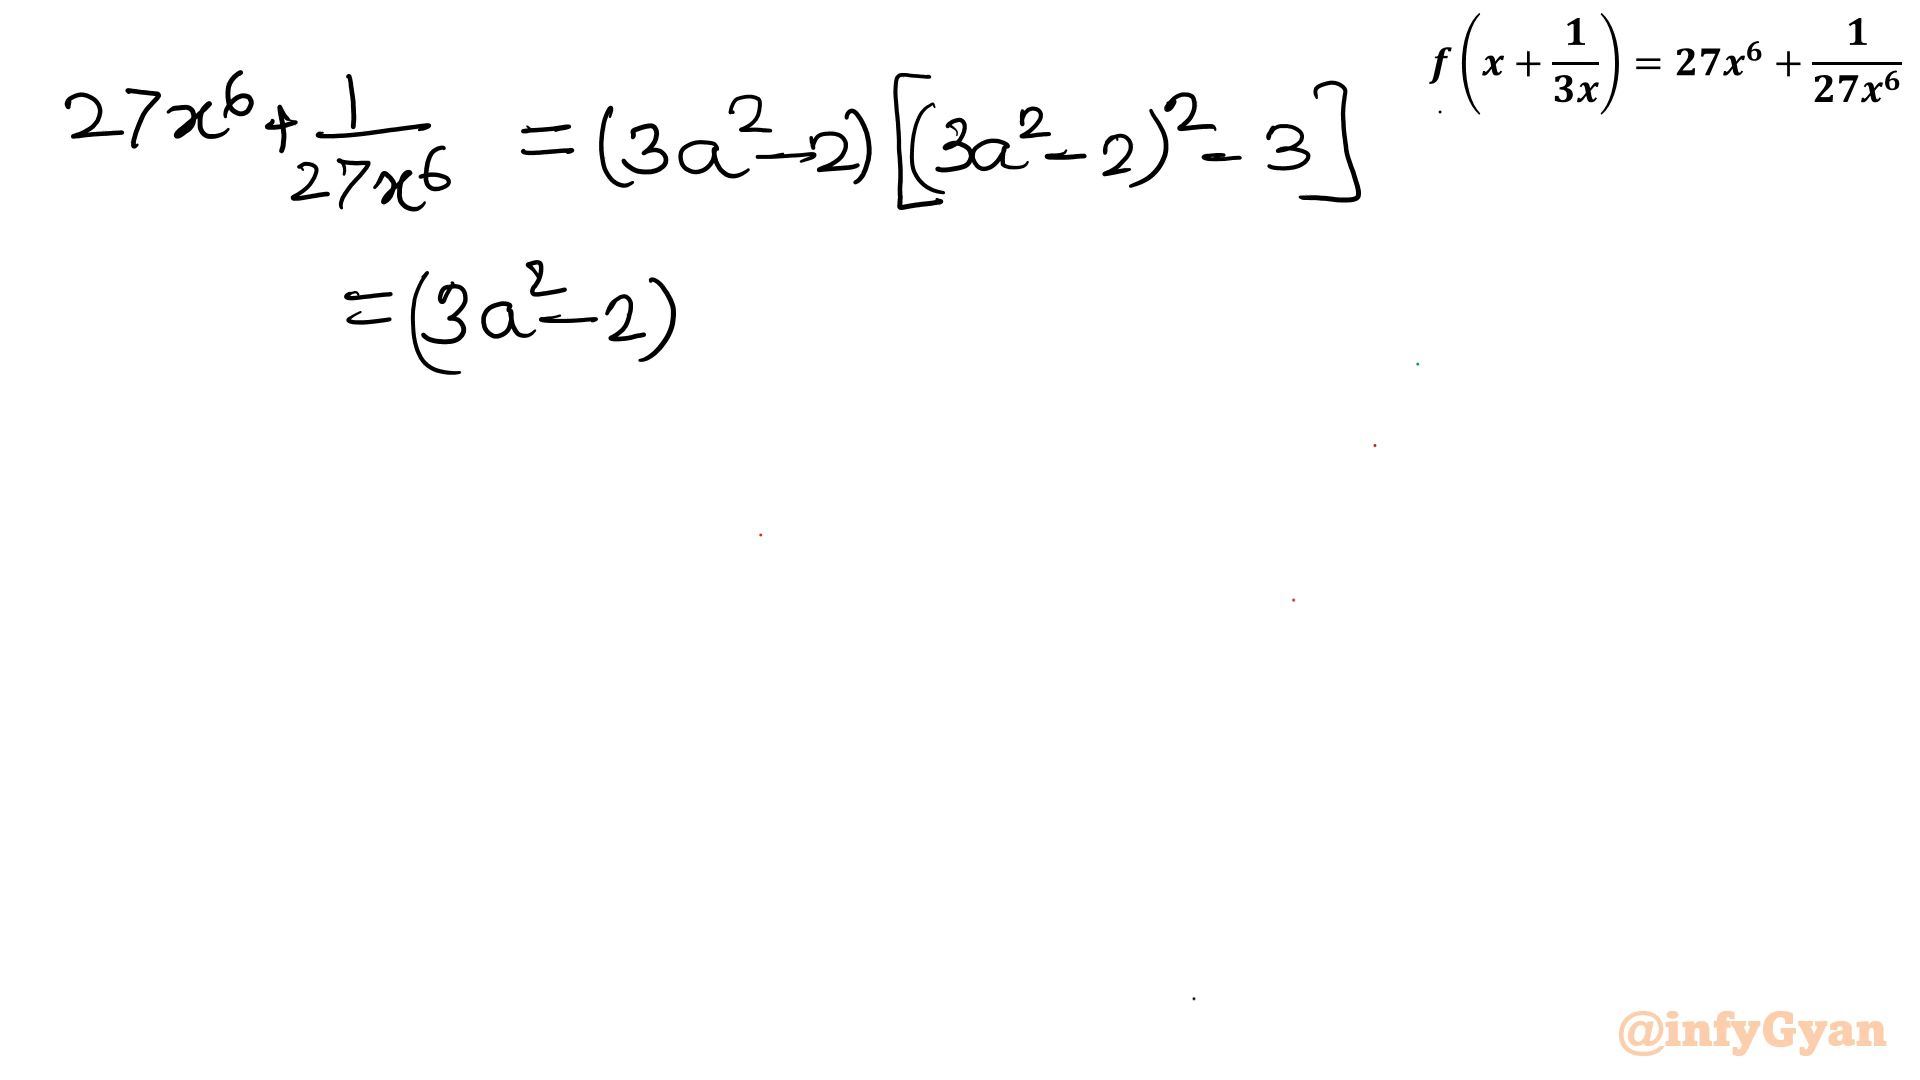 f(x + 1/3x) = 27x⁶ + 1/27x⁶
27x⁶ + 1/27x⁶ = (3a² - 2)[(3a² - 2)² - 3]
= (3a² - 2)
@infyGyan